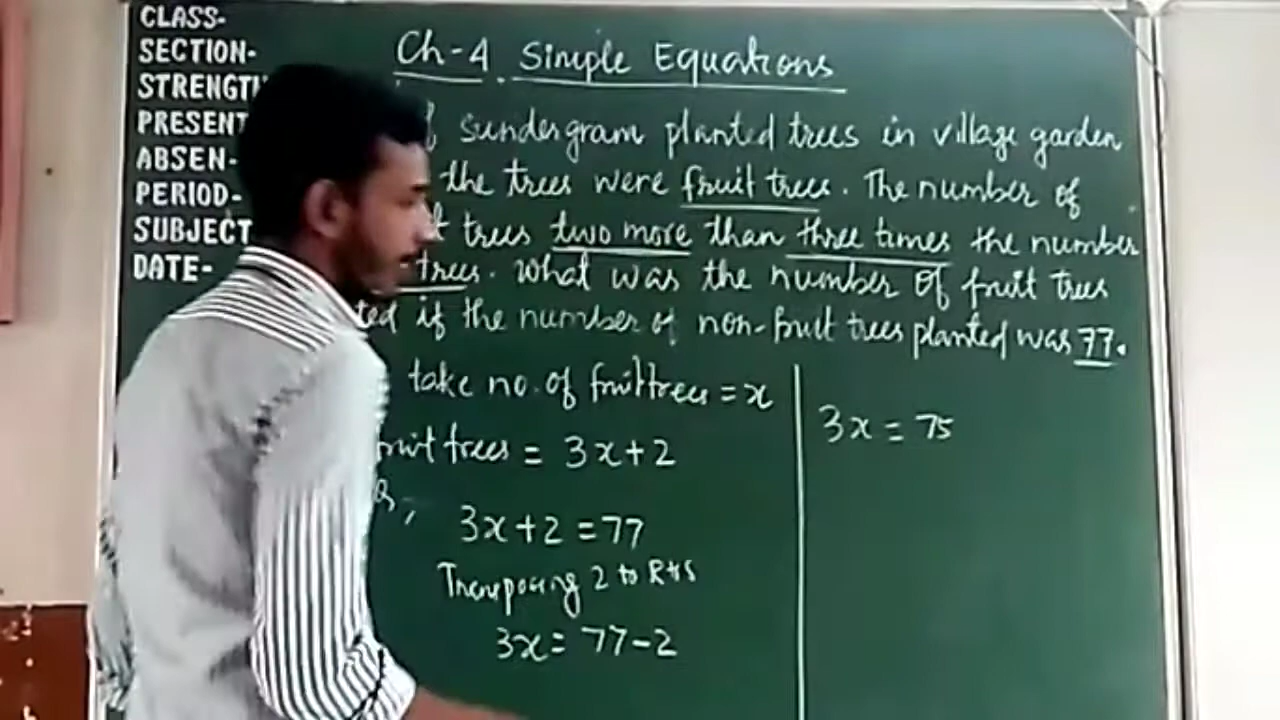 CLASS-
SECTION-
STRENGTH
PRESENT
ABSEN-
PERIOD-
SUBJECT
DATE-
Ch-4 Simple Equations
Sundergram planted trees in village garden
the trees were fruit trees. The number of
trees two more than three times the number
trees. What was the number of fruit trees
ted if the number of non-fruit trees planted was 77.
take no. of fruit trees = x
fruit trees = 3x+2
3x+2=77
Transposing 2 to RHS
3x = 77-2
3x = 75